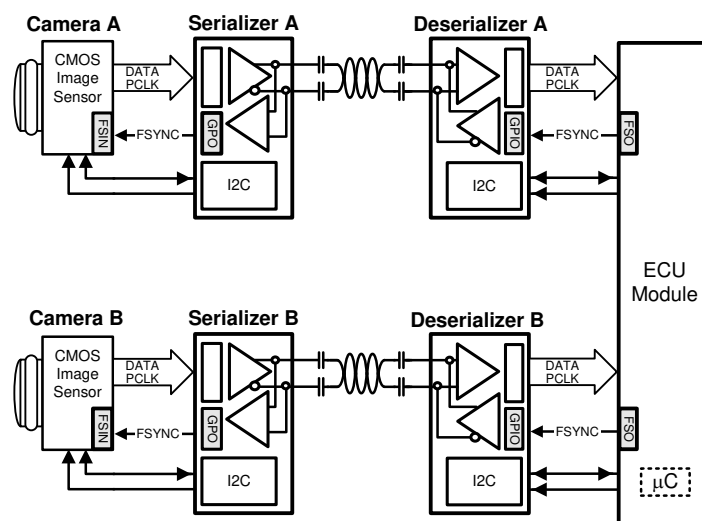 Camera A
Serializer A
Deserializer A
CMOS
Image
Sensor
DATA
PCLK
DATA
PCLK
FSIN
FSYNC
GPO
GPIO
FSYNC
FSO
I2C
I2C
ECU
Module
Camera B
Serializer B
Deserializer B
CMOS
Image
Sensor
DATA
PCLK
DATA
PCLK
FSIN
FSYNC
GPO
GPIO
FSYNC
FSO
I2C
I2C
μC